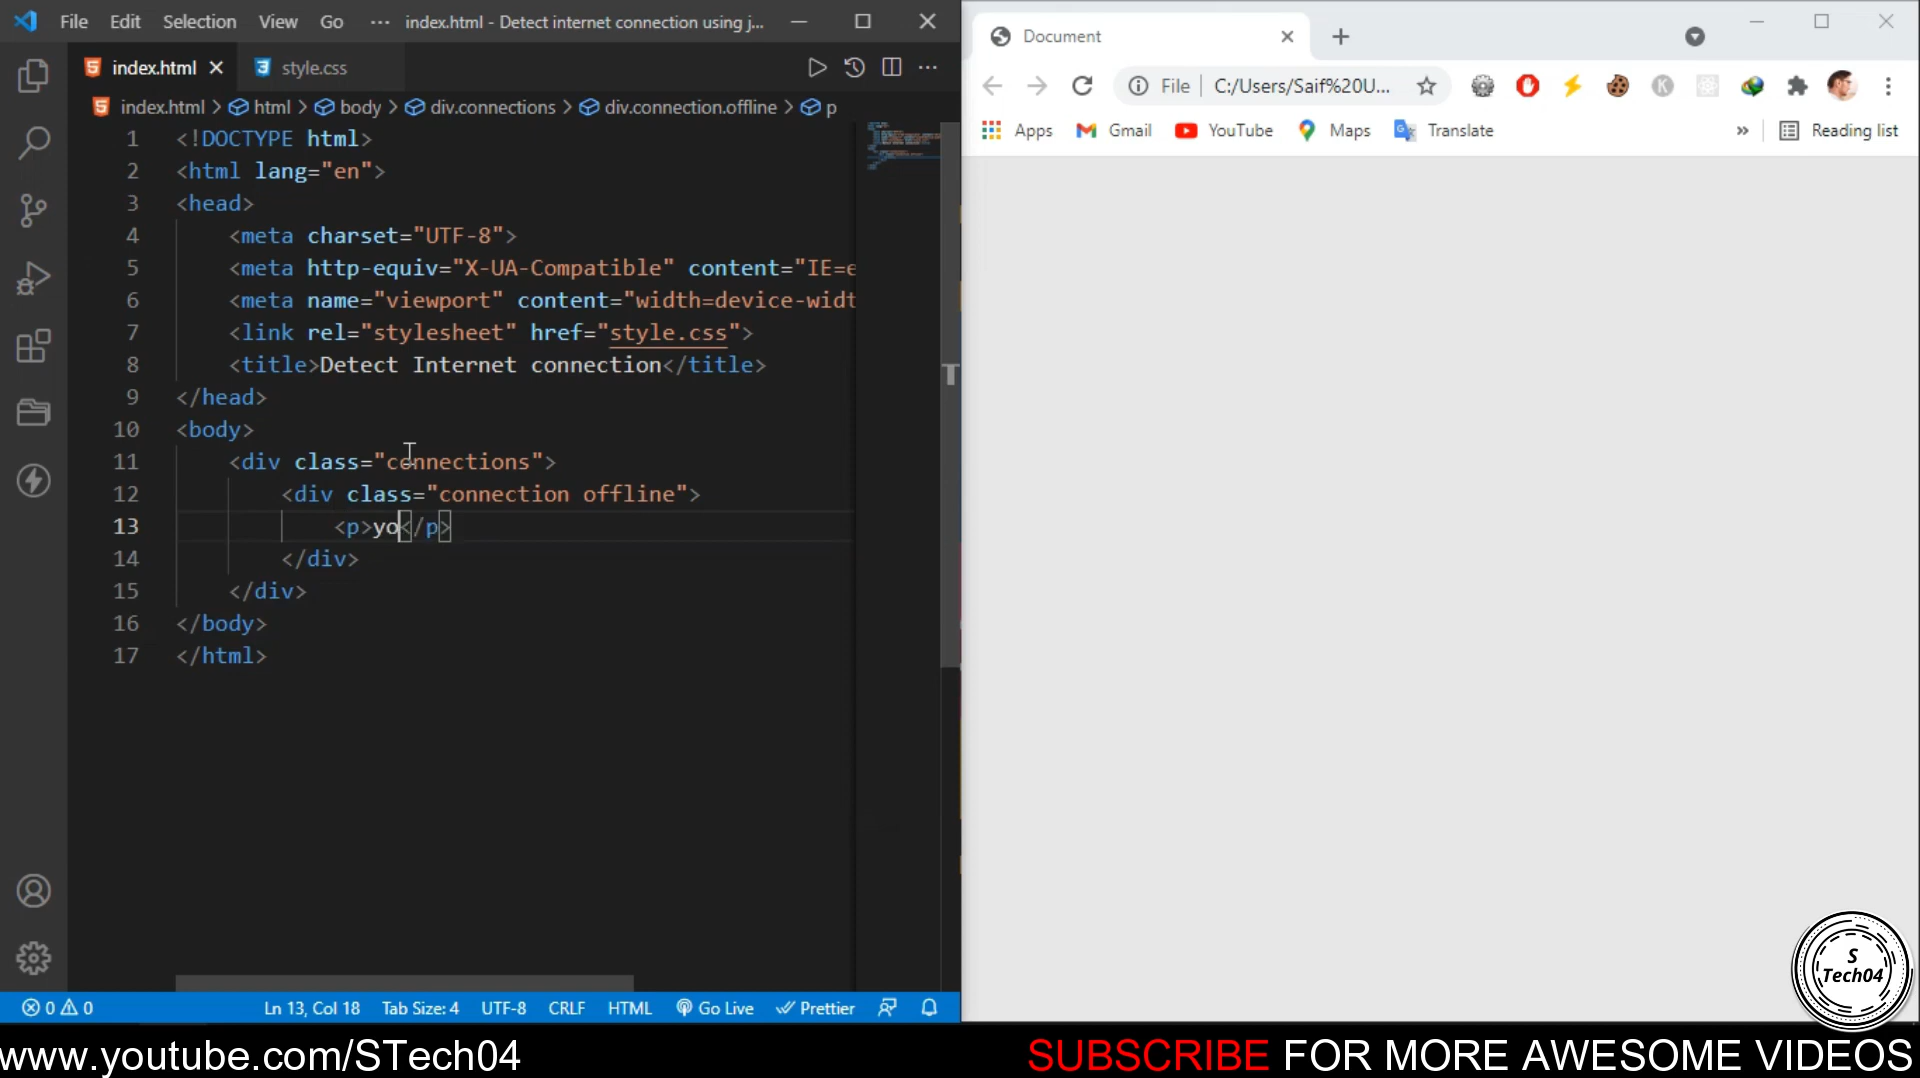 File Edit Selection View Go ··· index.html - Detect internet connection using j...
index.html style.css
index.html > html > body > div.connections > div.connection.offline > p
1 <!DOCTYPE html>
2 <html lang="en">
3 <head>
4 <meta charset="UTF-8">
5 <meta http-equiv="X-UA-Compatible" content="IE=e
6 <meta name="viewport" content="width=device-widt
7 <link rel="stylesheet" href="style.css">
8 <title>Detect Internet connection</title>
9 </head>
10 <body>
11 <div class="connections">
12 <div class="connection offline">
13 <p>yo</p>
14 </div>
15 </div>
16 </body>
17 </html>
0 0 Ln 13, Col 18 Tab Size: 4 UTF-8 CRLF HTML Go Live Prettier
Document
File C:/Users/Saif%20U...
Apps Gmail YouTube Maps Translate » Reading list
S
Tech04
www.youtube.com/STech04
SUBSCRIBE FOR MORE AWESOME VIDEOS